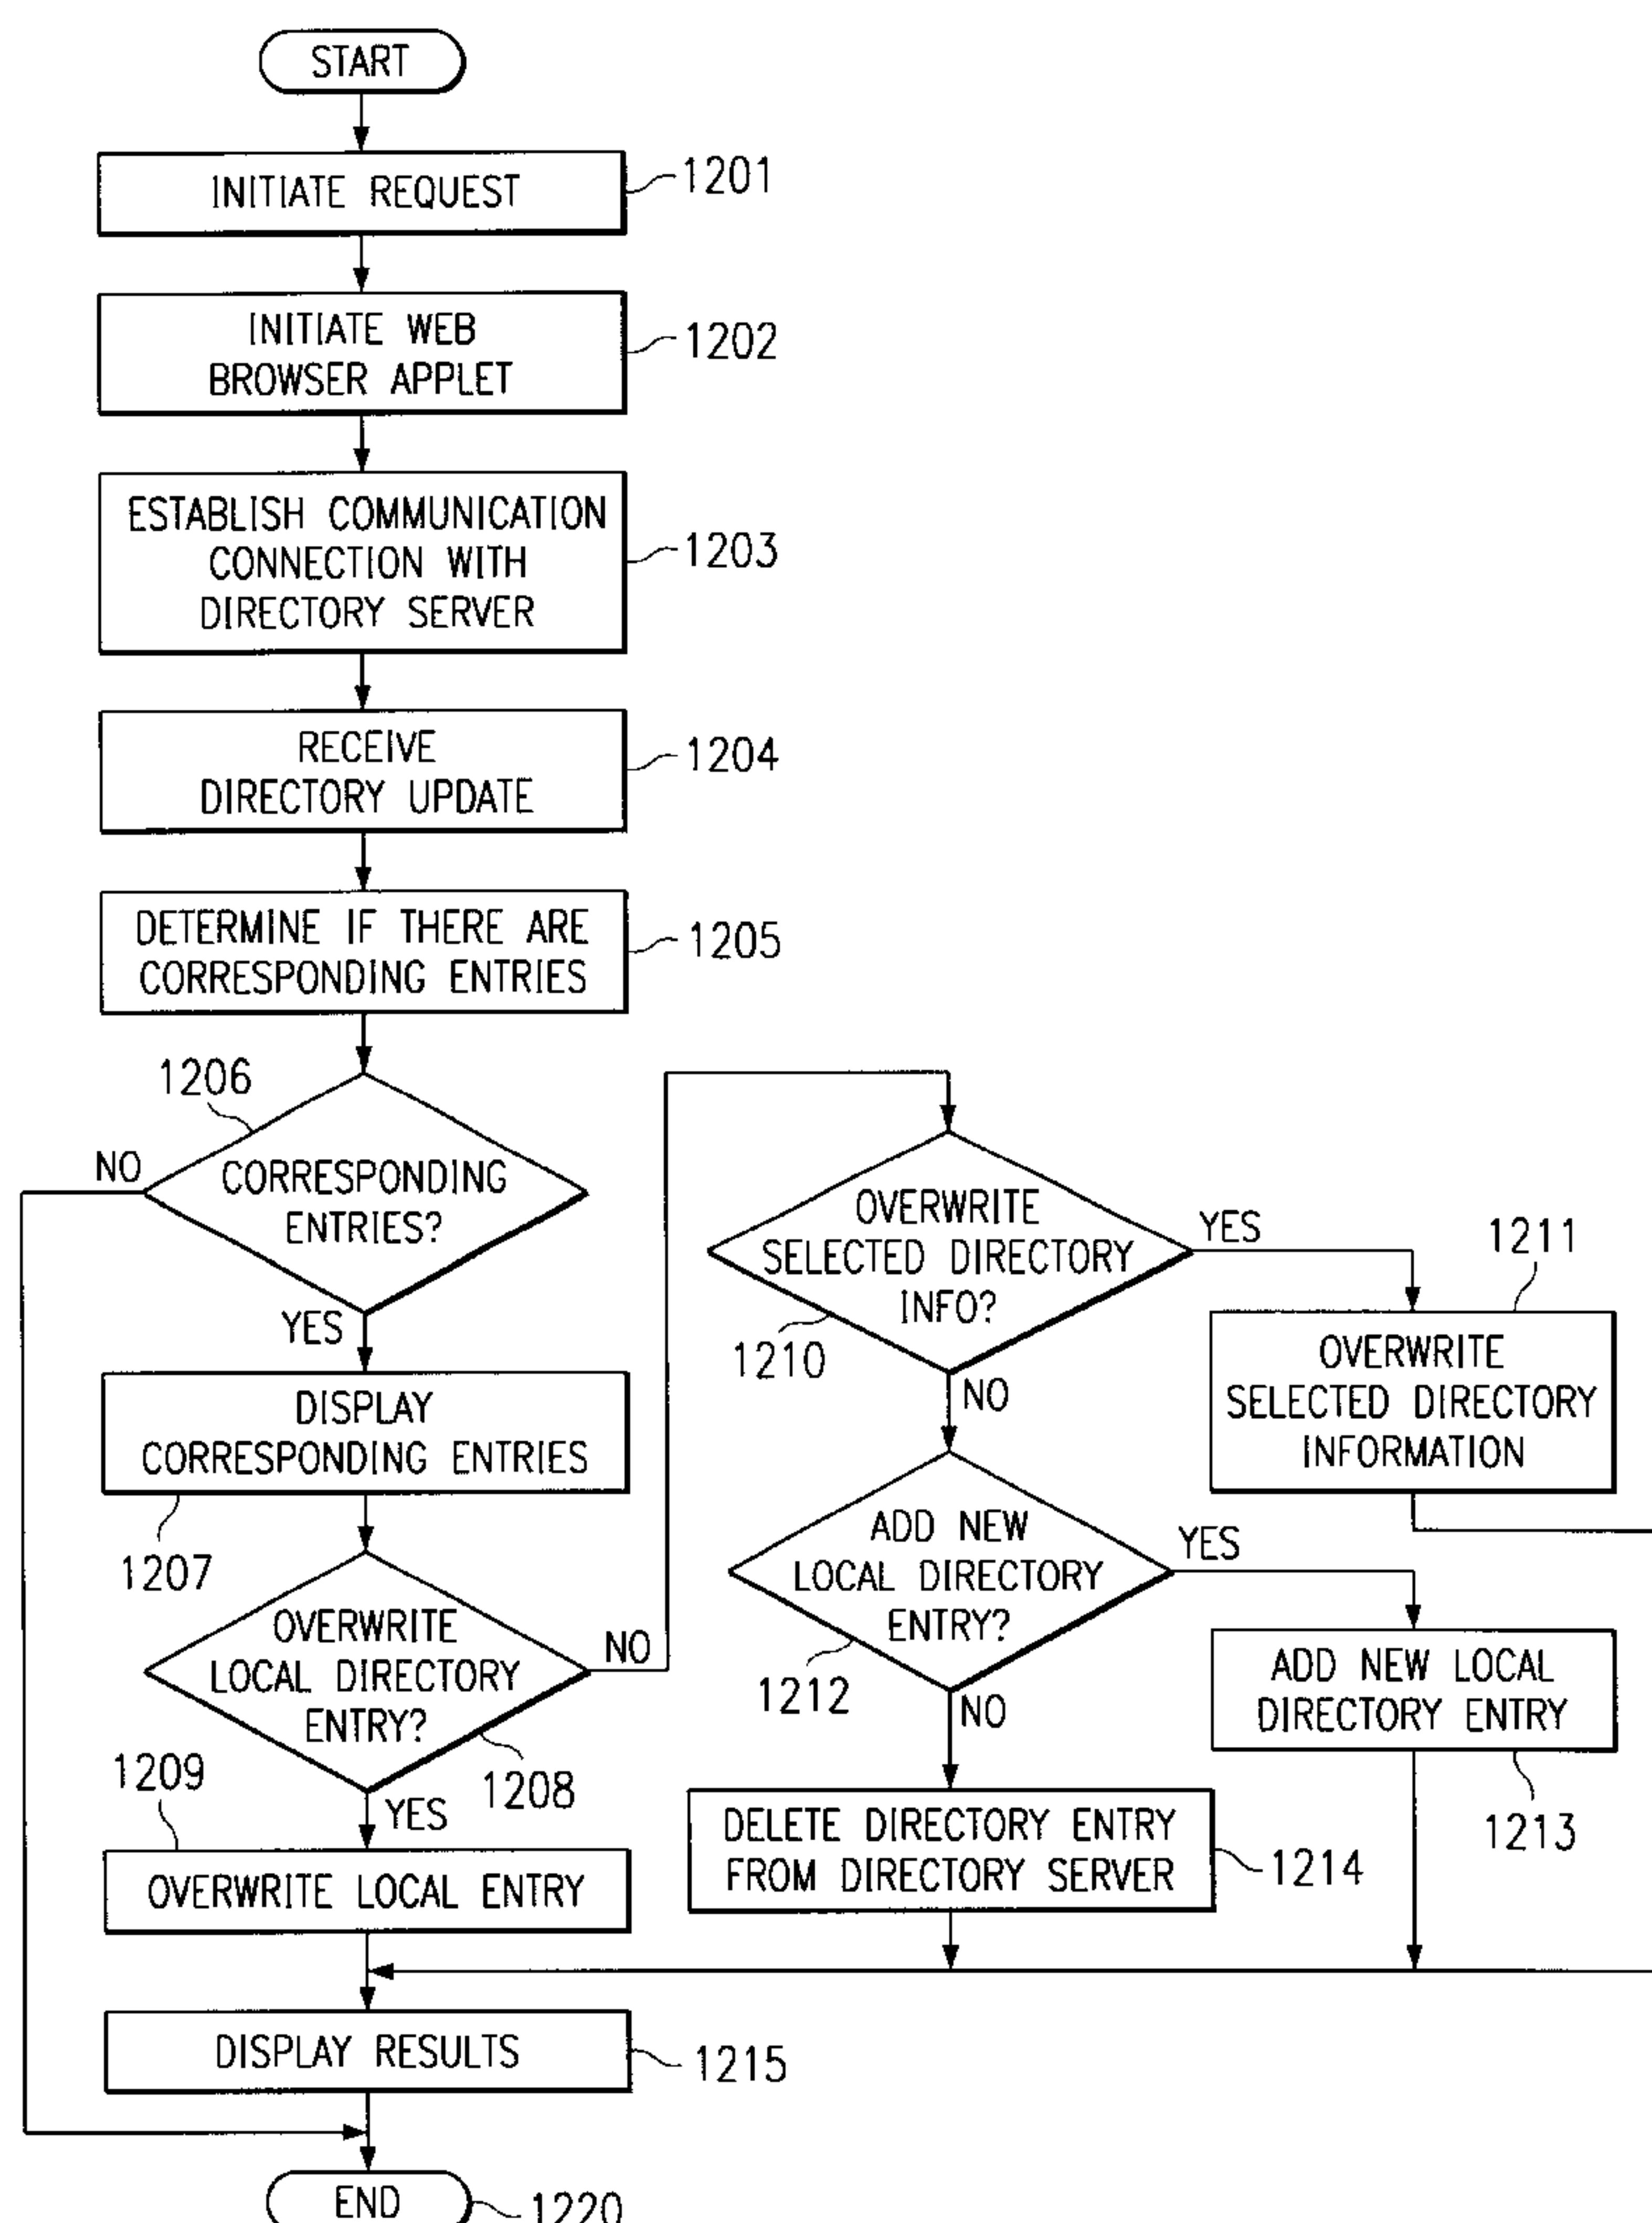 START
INITIATE REQUEST
1201
INITIATE WEB
BROWSER APPLET
1202
ESTABLISH COMMUNICATION
CONNECTION WITH
DIRECTORY SERVER
1203
RECEIVE
DIRECTORY UPDATE
1204
DETERMINE IF THERE ARE
CORRESPONDING ENTRIES
1205
1206
NO
CORRESPONDING
ENTRIES?
YES
DISPLAY
CORRESPONDING ENTRIES
1207
OVERWRITE
LOCAL DIRECTORY
ENTRY?
NO
1208
YES
1209
OVERWRITE LOCAL ENTRY
OVERWRITE
SELECTED DIRECTORY
INFO?
YES
1210
NO
1211
OVERWRITE
SELECTED DIRECTORY
INFORMATION
ADD NEW
LOCAL DIRECTORY
ENTRY?
YES
1212
NO
ADD NEW LOCAL
DIRECTORY ENTRY
1213
DELETE DIRECTORY ENTRY
FROM DIRECTORY SERVER
1214
DISPLAY RESULTS
1215
END
1220